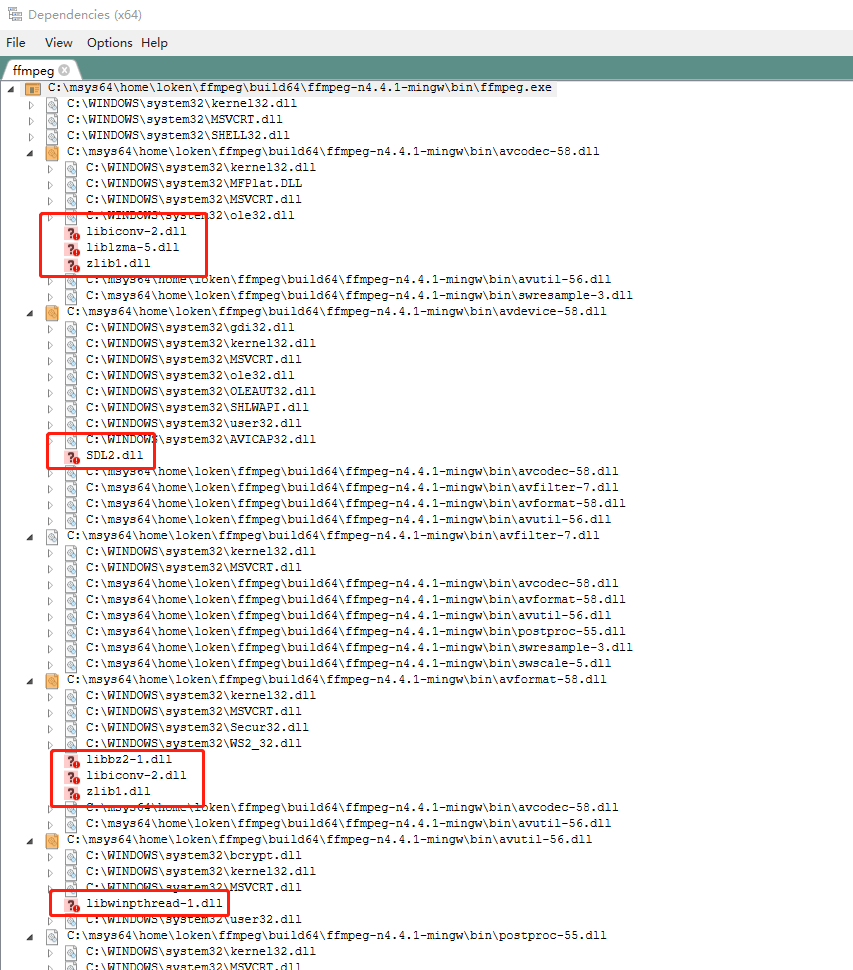 Dependencies (x64)
File View Options Help
ffmpeg
C:\msys64\home\loken\ffmpeg\build64\ffmpeg-n4.4.1-mingw\bin\ffmpeg.exe
C:\WINDOWS\system32\kernel32.dll
C:\WINDOWS\system32\MSVCRT.dll
C:\WINDOWS\system32\SHELL32.dll
C:\msys64\home\loken\ffmpeg\build64\ffmpeg-n4.4.1-mingw\bin\avcodec-58.dll
C:\WINDOWS\system32\kernel32.dll
C:\WINDOWS\system32\MFPlat.DLL
C:\WINDOWS\system32\MSVCRT.dll
C:\WINDOWS\system32\ole32.dll
libiconv-2.dll
liblzma-5.dll
zlib1.dll
C:\msys64\home\loken\ffmpeg\build64\ffmpeg-n4.4.1-mingw\bin\avutil-56.dll
C:\msys64\home\loken\ffmpeg\build64\ffmpeg-n4.4.1-mingw\bin\swresample-3.dll
C:\msys64\home\loken\ffmpeg\build64\ffmpeg-n4.4.1-mingw\bin\avdevice-58.dll
C:\WINDOWS\system32\gdi32.dll
C:\WINDOWS\system32\kernel32.dll
C:\WINDOWS\system32\MSVCRT.dll
C:\WINDOWS\system32\ole32.dll
C:\WINDOWS\system32\OLEAUT32.dll
C:\WINDOWS\system32\SHLWAPI.dll
C:\WINDOWS\system32\user32.dll
C:\WINDOWS\system32\AVICAP32.dll
SDL2.dll
C:\msys64\home\loken\ffmpeg\build64\ffmpeg-n4.4.1-mingw\bin\avcodec-58.dll
C:\msys64\home\loken\ffmpeg\build64\ffmpeg-n4.4.1-mingw\bin\avfilter-7.dll
C:\msys64\home\loken\ffmpeg\build64\ffmpeg-n4.4.1-mingw\bin\avformat-58.dll
C:\msys64\home\loken\ffmpeg\build64\ffmpeg-n4.4.1-mingw\bin\avutil-56.dll
C:\msys64\home\loken\ffmpeg\build64\ffmpeg-n4.4.1-mingw\bin\avfilter-7.dll
C:\WINDOWS\system32\kernel32.dll
C:\WINDOWS\system32\MSVCRT.dll
C:\msys64\home\loken\ffmpeg\build64\ffmpeg-n4.4.1-mingw\bin\avcodec-58.dll
C:\msys64\home\loken\ffmpeg\build64\ffmpeg-n4.4.1-mingw\bin\avformat-58.dll
C:\msys64\home\loken\ffmpeg\build64\ffmpeg-n4.4.1-mingw\bin\avutil-56.dll
C:\msys64\home\loken\ffmpeg\build64\ffmpeg-n4.4.1-mingw\bin\postproc-55.dll
C:\msys64\home\loken\ffmpeg\build64\ffmpeg-n4.4.1-mingw\bin\swresample-3.dll
C:\msys64\home\loken\ffmpeg\build64\ffmpeg-n4.4.1-mingw\bin\swscale-5.dll
C:\msys64\home\loken\ffmpeg\build64\ffmpeg-n4.4.1-mingw\bin\avformat-58.dll
C:\WINDOWS\system32\kernel32.dll
C:\WINDOWS\system32\MSVCRT.dll
C:\WINDOWS\system32\Secur32.dll
C:\WINDOWS\system32\WS2_32.dll
libbz2-1.dll
libiconv-2.dll
zlib1.dll
C:\msys64\home\loken\ffmpeg\build64\ffmpeg-n4.4.1-mingw\bin\avcodec-58.dll
C:\msys64\home\loken\ffmpeg\build64\ffmpeg-n4.4.1-mingw\bin\avutil-56.dll
C:\msys64\home\loken\ffmpeg\build64\ffmpeg-n4.4.1-mingw\bin\avutil-56.dll
C:\WINDOWS\system32\bcrypt.dll
C:\WINDOWS\system32\kernel32.dll
C:\WINDOWS\system32\MSVCRT.dll
libwinpthread-1.dll
C:\WINDOWS\system32\user32.dll
C:\msys64\home\loken\ffmpeg\build64\ffmpeg-n4.4.1-mingw\bin\postproc-55.dll
C:\WINDOWS\system32\kernel32.dll
C:\WINDOWS\system32\MSVCRT.dll